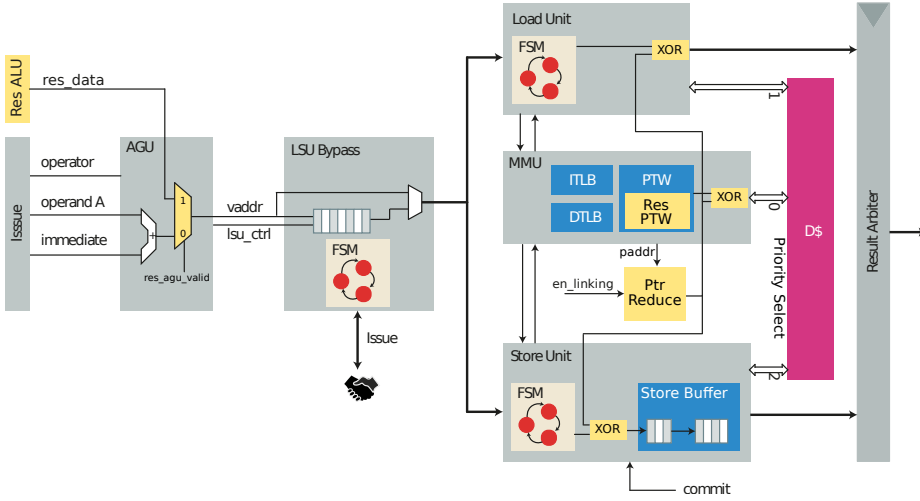 Res ALU
res_data
Isssue
AGU
operator
operand A
immediate
1
0
+
res_agu_valid
vaddr
lsu_ctrl
LSU Bypass
FSM
Issue
Load Unit
FSM
XOR
MMU
ITLB
DTLB
PTW
Res
PTW
XOR
paddr
en_linking
Ptr
Reduce
Store Unit
FSM
XOR
Store Buffer
commit
1
0
2
Priority Select
D$
Result Arbiter